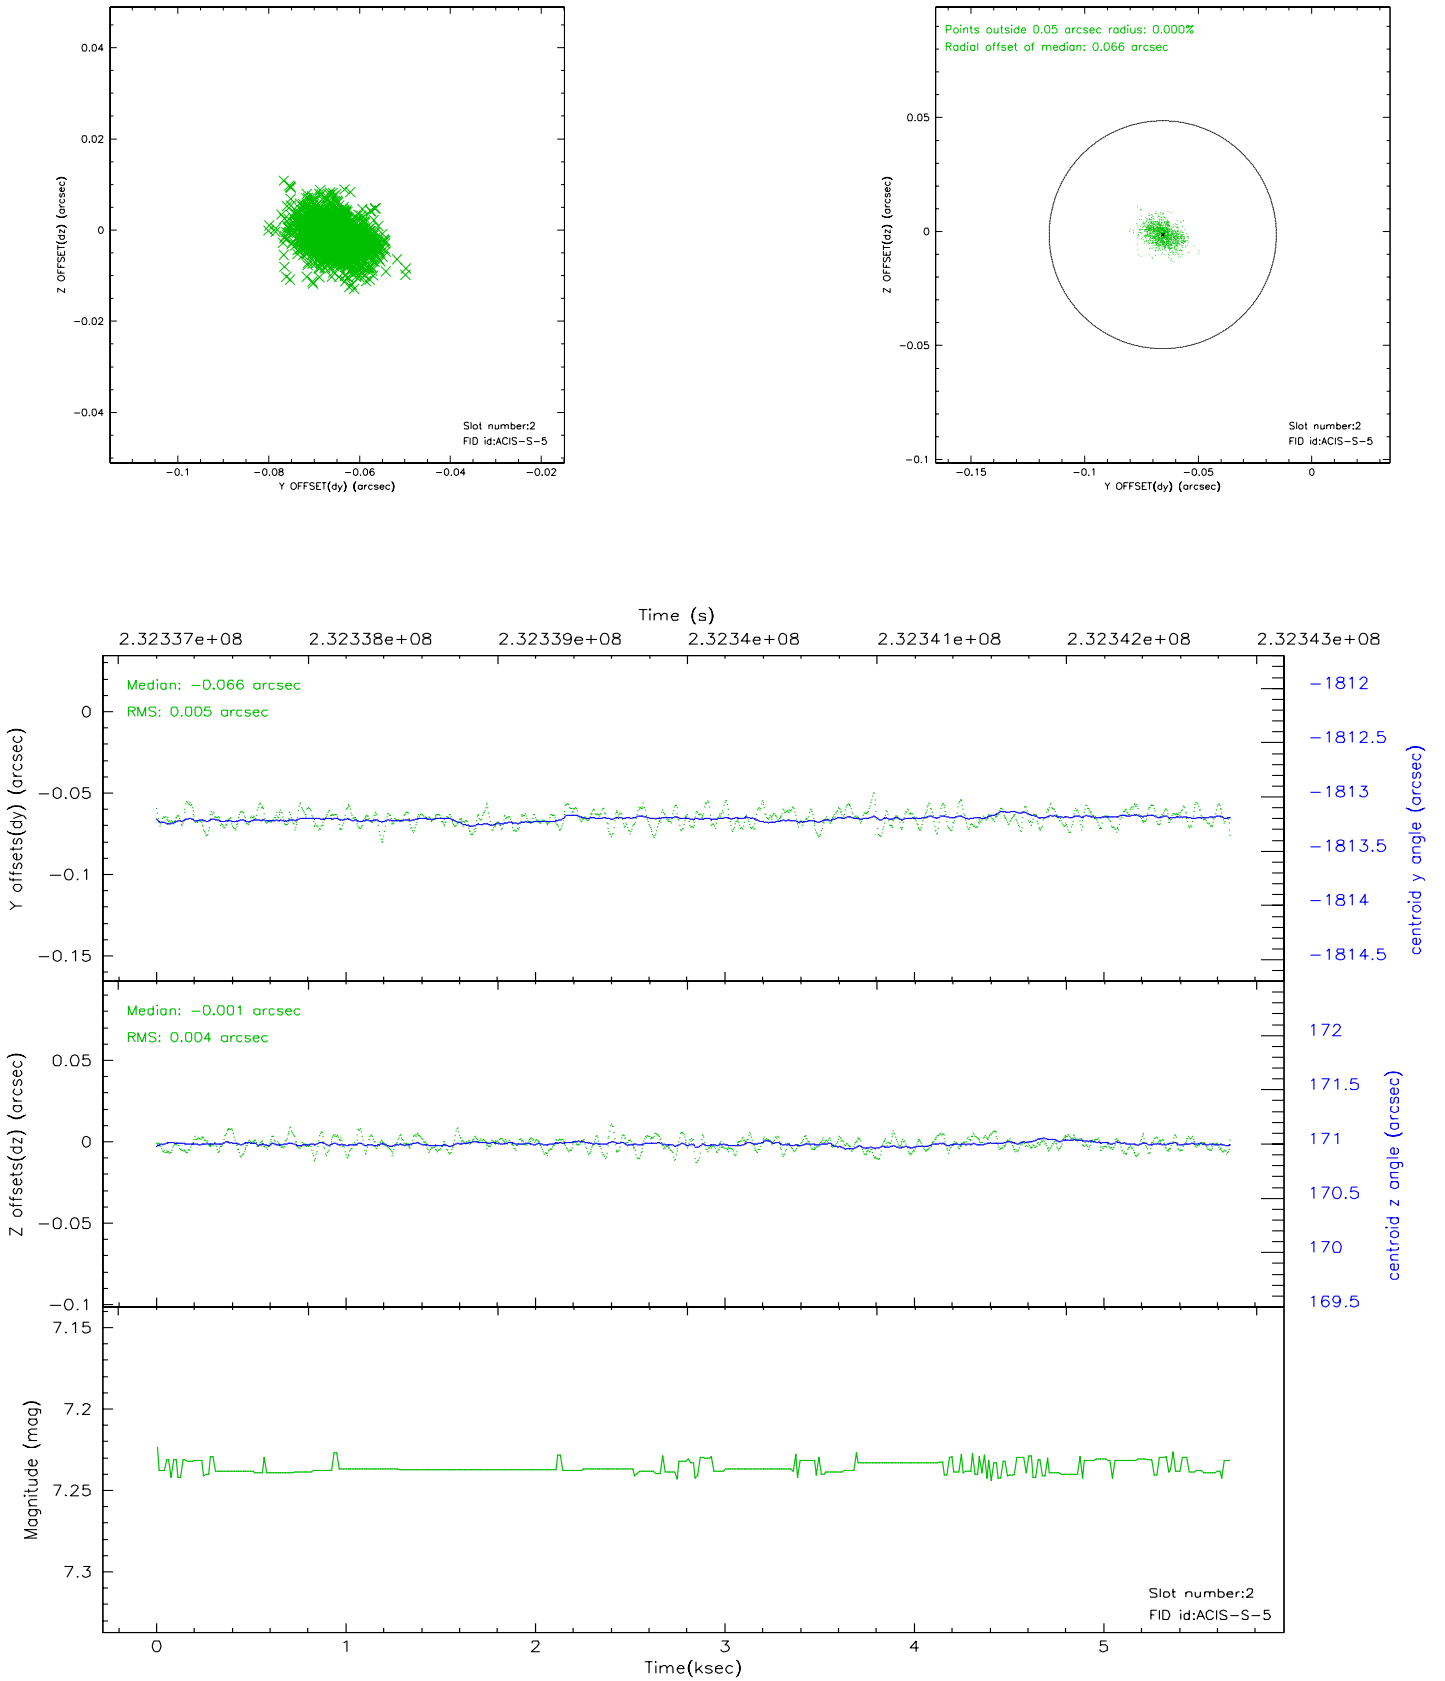 0.04
0.02
0
-0.02
-0.04
Z OFFSET(dz) (arcsec)
-0.1 -0.08 -0.06 -0.04 -0.02
Y OFFSET(dy) (arcsec)
Slot number:2
FID id:ACIS-S-5
Points outside 0.05 arcsec radius: 0.000%
Radial offset of median: 0.066 arcsec
0.05
0
-0.05
-0.1
Z OFFSET(dz) (arcsec)
-0.15 -0.1 -0.05 0
Y OFFSET(dy) (arcsec)
Slot number:2
FID id:ACIS-S-5
Time (s)
2.32337e+08 2.32338e+08 2.32339e+08 2.3234e+08 2.32341e+08 2.32342e+08 2.32343e+08
Median: -0.066 arcsec
RMS: 0.005 arcsec
0
-0.05
-0.1
-0.15
Y offsets(dy) (arcsec)
-1812
-1812.5
-1813
-1813.5
-1814
-1814.5
centroid y angle (arcsec)
Median: -0.001 arcsec
RMS: 0.004 arcsec
0.05
0
-0.05
-0.1
Z offsets(dz) (arcsec)
172
171.5
171
170.5
170
169.5
centroid z angle (arcsec)
7.15
7.2
7.25
7.3
Magnitude (mag)
Slot number:2
FID id:ACIS-S-5
0 1 2 3 4 5
Time(ksec)